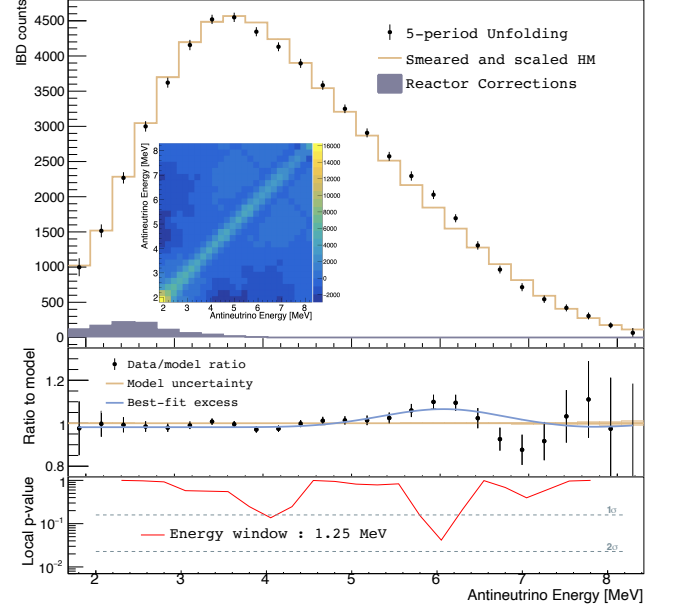 IBD counts
4500
4000
3500
3000
2500
2000
1500
1000
500
0
5-period Unfolding
Smeared and scaled HM
Reactor Corrections
Antineutrino Energy [MeV]
8
7
6
5
4
3
2
2 3 4 5 6 7 8
Antineutrino Energy [MeV]
16000
14000
12000
10000
8000
6000
4000
2000
0
-2000
Ratio to model
1.2
1
0.8
Data/model ratio
Model uncertainty
Best-fit excess
Local p-value
1
10⁻¹
10⁻²
1σ
2σ
Energy window : 1.25 MeV
2 3 4 5 6 7 8
Antineutrino Energy [MeV]